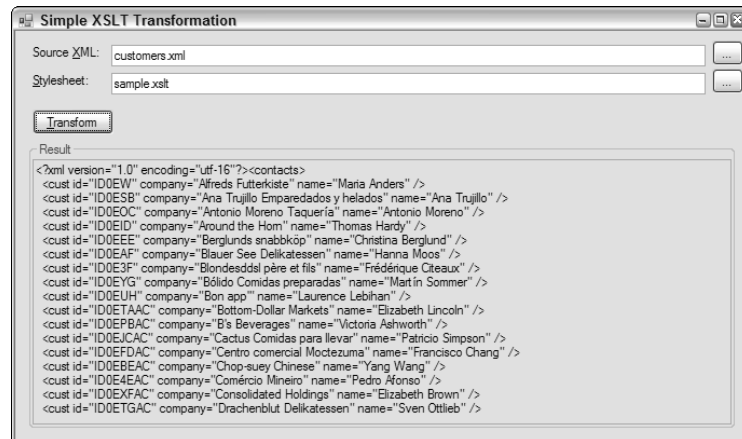 Simple XSLT Transformation
Source XML: customers.xml ...
Stylesheet: sample.xslt ...
Transform
Result
<?xml version="1.0" encoding="utf-16"?><contacts>
<cust id="ID0EW" company="Alfreds Futterkiste" name="Maria Anders" />
<cust id="ID0ESB" company="Ana Trujillo Emparedados y helados" name="Ana Trujillo" />
<cust id="ID0EOC" company="Antonio Moreno Taquería" name="Antonio Moreno" />
<cust id="ID0EID" company="Around the Horn" name="Thomas Hardy" />
<cust id="ID0EEE" company="Berglunds snabbköp" name="Christina Berglund" />
<cust id="ID0EAF" company="Blauer See Delikatessen" name="Hanna Moos" />
<cust id="ID0E3F" company="Blondesddsl père et fils" name="Frédérique Citeaux" />
<cust id="ID0EYG" company="Bólido Comidas preparadas" name="Martín Sommer" />
<cust id="ID0EUH" company="Bon app'" name="Laurence Lebihan" />
<cust id="ID0ETAAC" company="Bottom-Dollar Markets" name="Elizabeth Lincoln" />
<cust id="ID0EPBAC" company="B's Beverages" name="Victoria Ashworth" />
<cust id="ID0EJCAC" company="Cactus Comidas para llevar" name="Patricio Simpson" />
<cust id="ID0EFDAC" company="Centro comercial Moctezuma" name="Francisco Chang" />
<cust id="ID0EBEAC" company="Chop-suey Chinese" name="Yang Wang" />
<cust id="ID0E4EAC" company="Comércio Mineiro" name="Pedro Afonso" />
<cust id="ID0EXFAC" company="Consolidated Holdings" name="Elizabeth Brown" />
<cust id="ID0ETGAC" company="Drachenblut Delikatessen" name="Sven Ottlieb" />